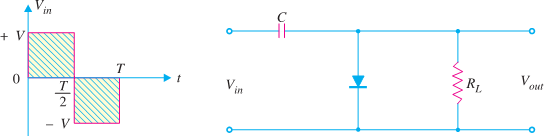 V_in
+ V
0
T/2
T
t
− V
C
V_in
R_L
V_out